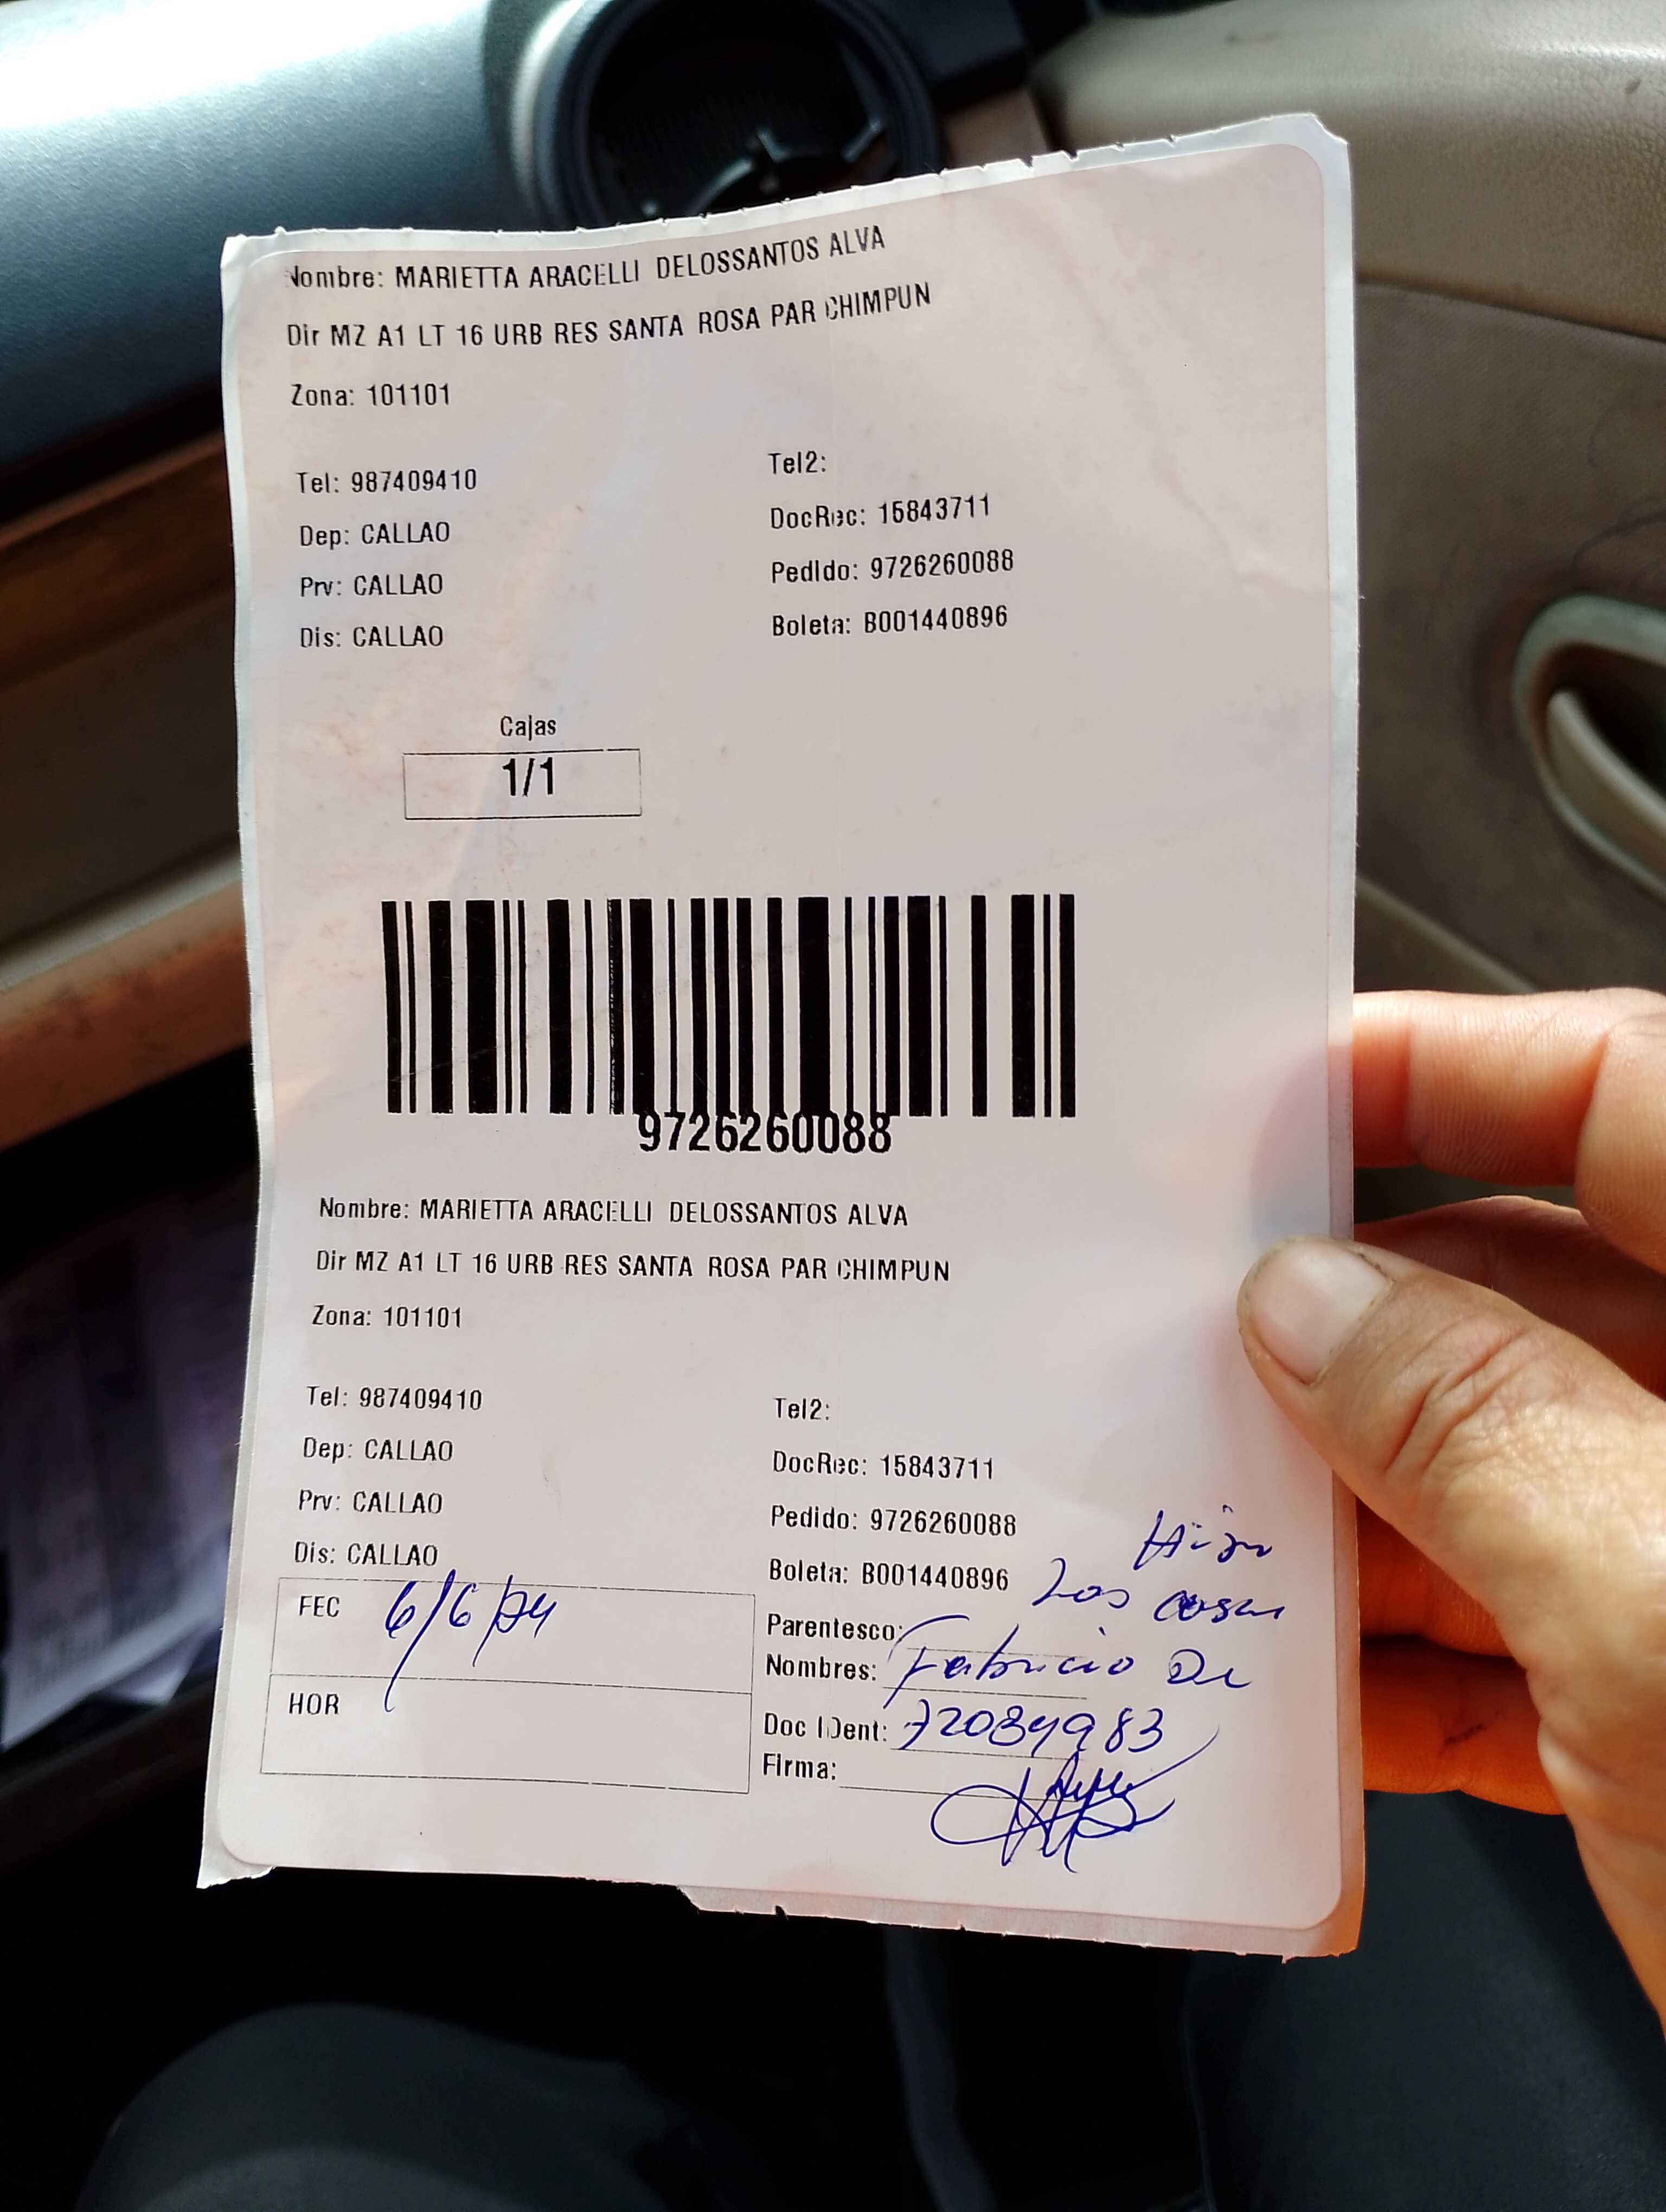 Nombre: MARIETTA ARACELLI DELOSSANTOS ALVA
Dir MZ A1 LT 16 URB RES SANTA ROSA PAR CHIMPUN
Zona: 101101
Tel: 987409410
Dep: CALLAO
Prv: CALLAO
Dis: CALLAO
Tel2:
DocRec: 15843711
Pedido: 9726260088
Boleta: B001440896
Cajas
1/1
9726260088
Nombre: MARIETTA ARACELLI DELOSSANTOS ALVA
Dir MZ A1 LT 16 URB RES SANTA ROSA PAR CHIMPUN
Zona: 101101
Tel: 987409410
Dep: CALLAO
Prv: CALLAO
Dis: CALLAO
FEC 6/6/24
HOR
Tel2:
DocRec: 15843711
Pedido: 9726260088
Boleta: B001440896
Parentesco:
Nombres: Fabricio De
Los
Doc IDent: 72084983
Firma: